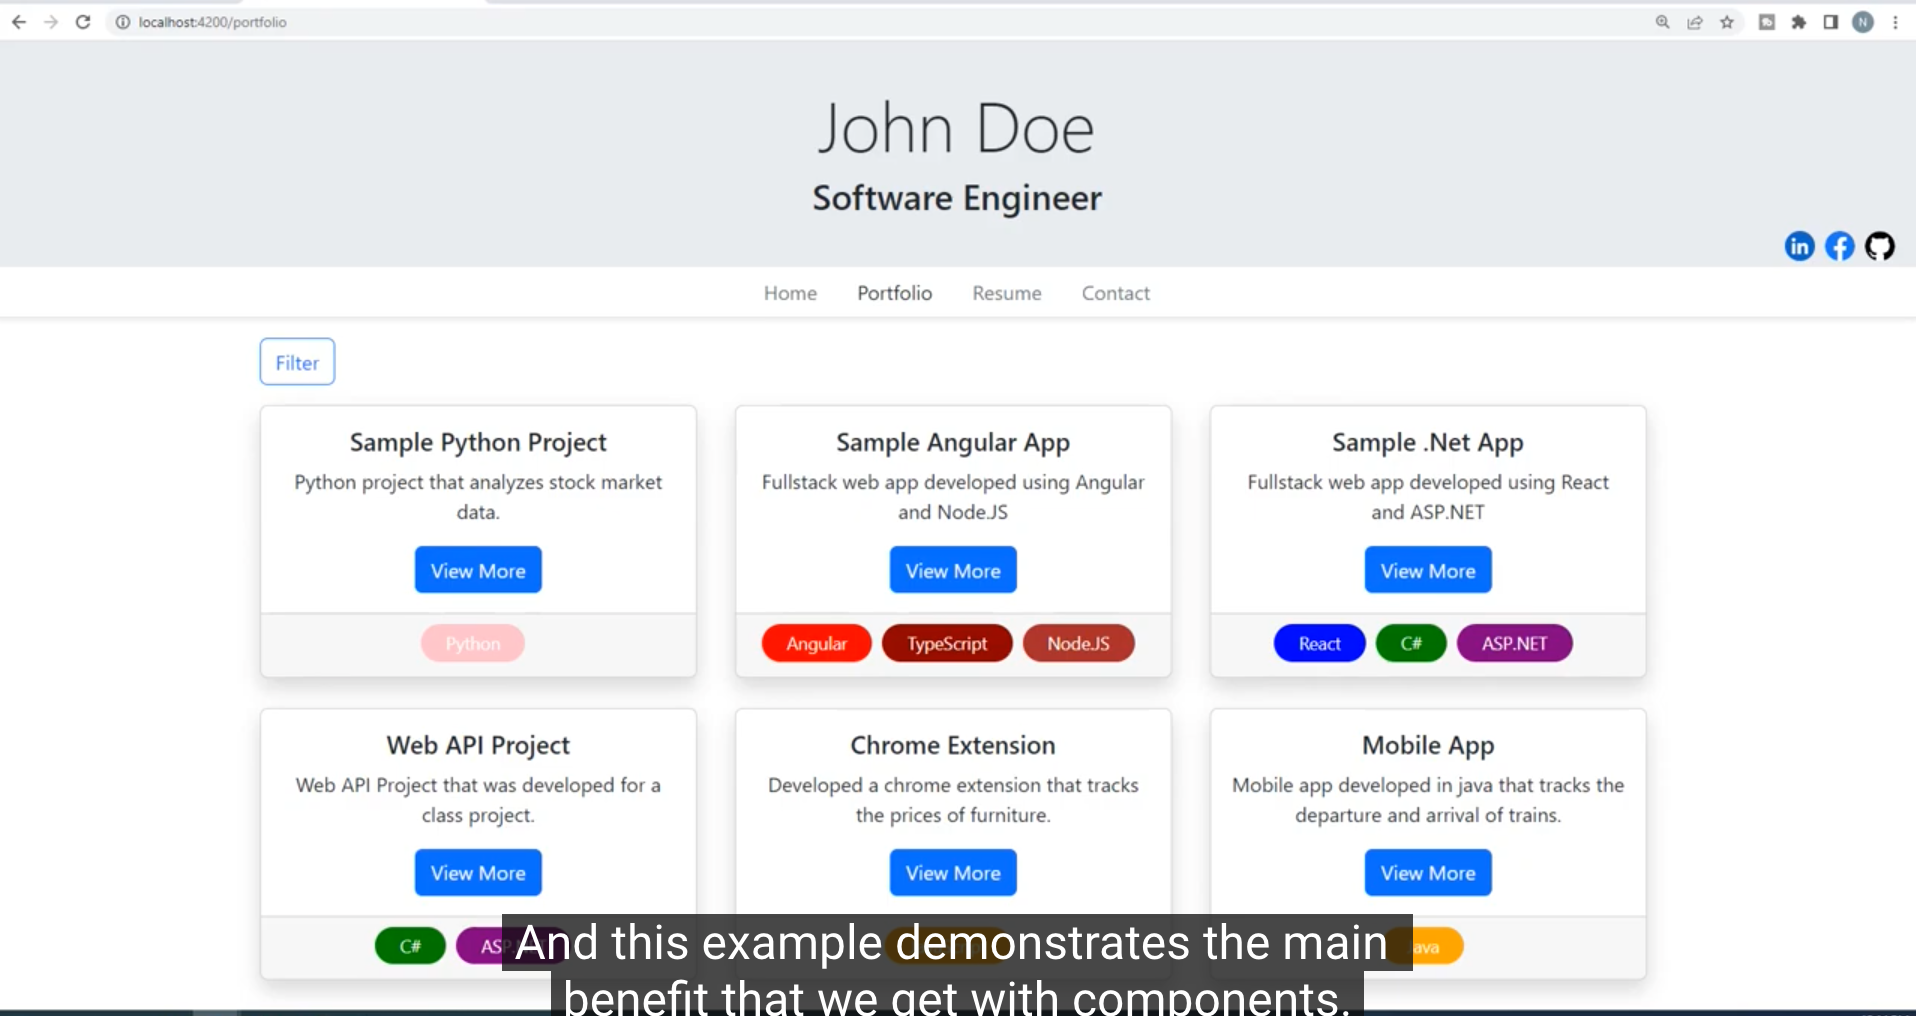 localhost:4200/portfolio
N
John Doe
Software Engineer
in
Home Portfolio Resume Contact
Filter
Sample Python Project
Python project that analyzes stock market
data.
View More
Python
Sample Angular App
Fullstack web app developed using Angular
and Node.JS
View More
Angular TypeScript NodeJS
Sample .Net App
Fullstack web app developed using React
and ASP.NET
View More
React C# ASP.NET
Web API Project
Web API Project that was developed for a
class project.
View More
C#
Chrome Extension
Developed a chrome extension that tracks
the prices of furniture.
View More
Mobile App
Mobile app developed in java that tracks the
departure and arrival of trains.
View More
And this example demonstrates the main
benefit that we get with components.